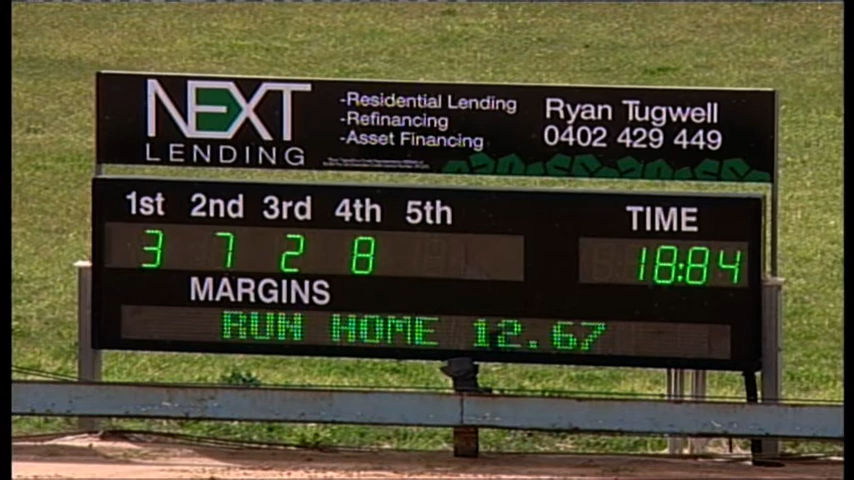 NEXT
LENDING
-Residential Lending
-Refinancing
-Asset Financing
Ryan Tugwell
0402 429 449
1st 2nd 3rd 4th 5th TIME
3 7 2 8 18:84
MARGINS
RUN HOME 12.67